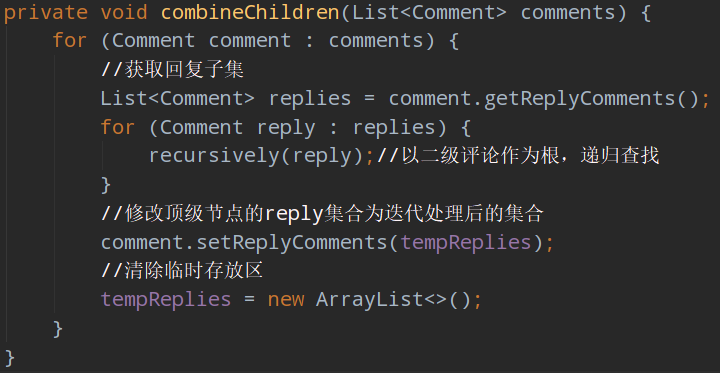 private void combineChildren(List<Comment> comments) {
for (Comment comment : comments) {
//获取回复子集
List<Comment> replies = comment.getReplyComments();
for (Comment reply : replies) {
recursively(reply);//以二级评论作为根，递归查找
}
//修改顶级节点的reply集合为迭代处理后的集合
comment.setReplyComments(tempReplies);
//清除临时存放区
tempReplies = new ArrayList<>();
}
}